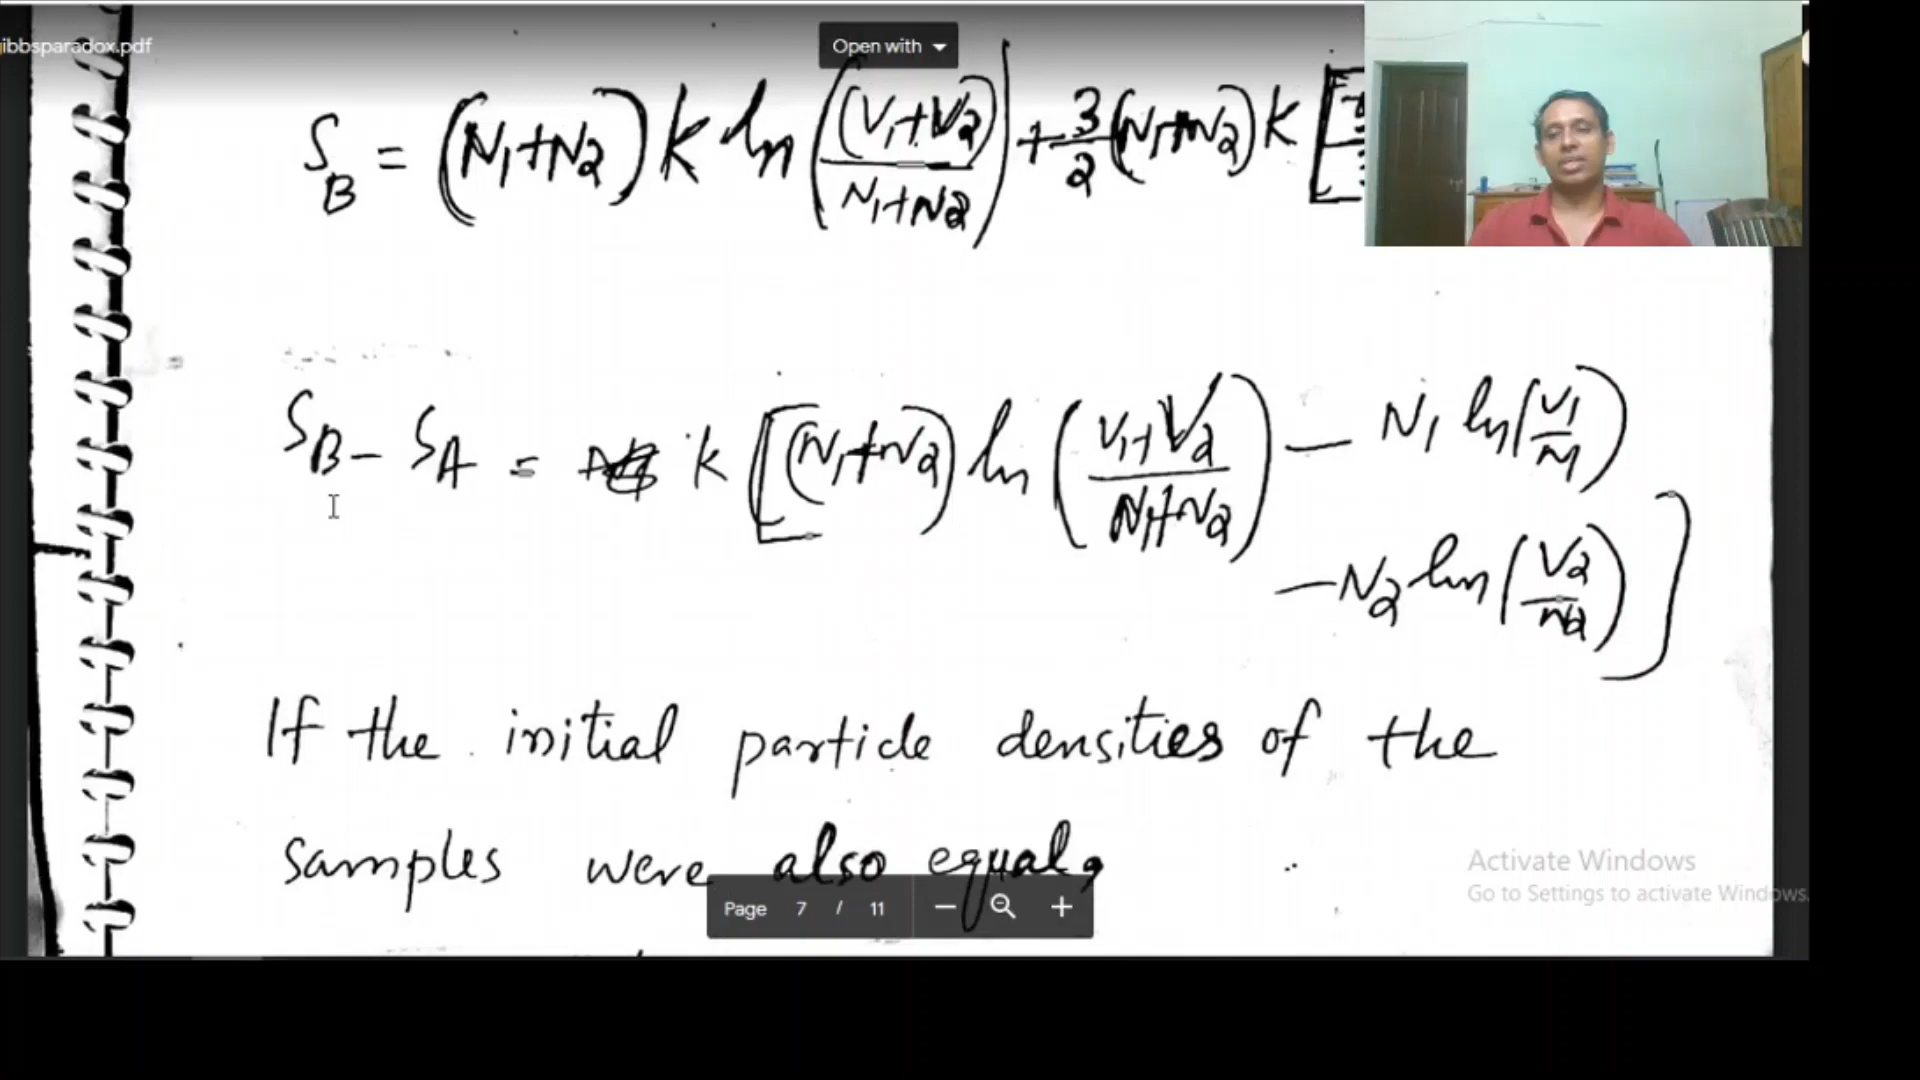 ibbsparadox.pdf
Open with
S_B = (N1+N2) k ln ((V1+V2)/(N1+N2)) + 3/2 (N1+N2) k [
S_B - S_A = k [(N1+N2) ln ((V1+V2)/(N1+N2)) - N1 ln (V1/N1)
- N2 ln (V2/N2) ]
If the initial particle densities of the
samples were also equal,
Activate Windows
Go to Settings to activate Windows.
Page 7 / 11